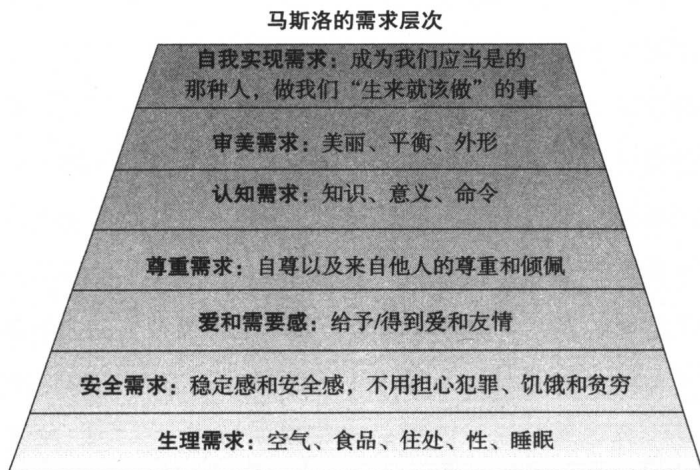 马斯洛的需求层次
自我实现需求：成为我们应当是的
那种人，做我们“生来就该做”的事
审美需求：美丽、平衡、外形
认知需求：知识、意义、命令
尊重需求：自尊以及来自他人的尊重和倾佩
爱和需要感：给予/得到爱和友情
安全需求：稳定感和安全感，不用担心犯罪、饥饿和贫穷
生理需求：空气、食品、住处、性、睡眠